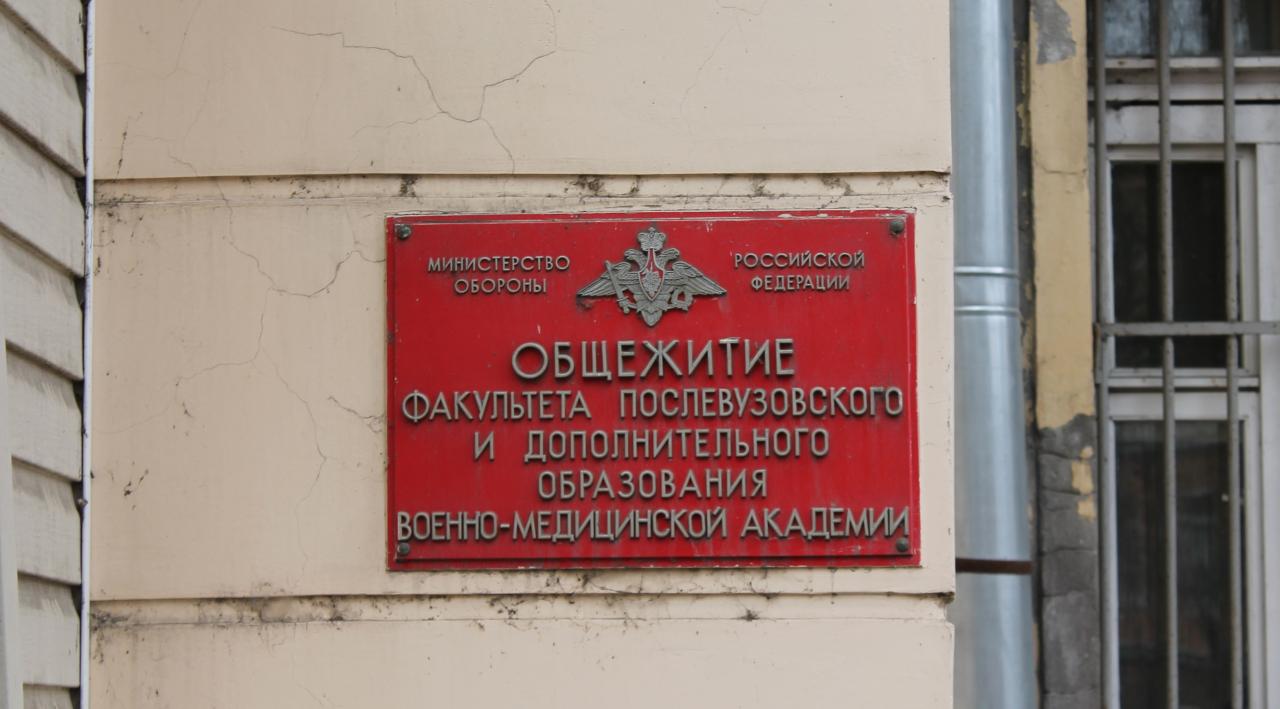 МИНИСТЕРСТВО
ОБОРОНЫ
РОССИЙСКОЙ
ФЕДЕРАЦИИ
ОБЩЕЖИТИЕ
ФАКУЛЬТЕТА ПОСЛЕВУЗОВСКОГО
И ДОПОЛНИТЕЛЬНОГО
ОБРАЗОВАНИЯ
ВОЕННО-МЕДИЦИНСКОЙ АКАДЕМИИ